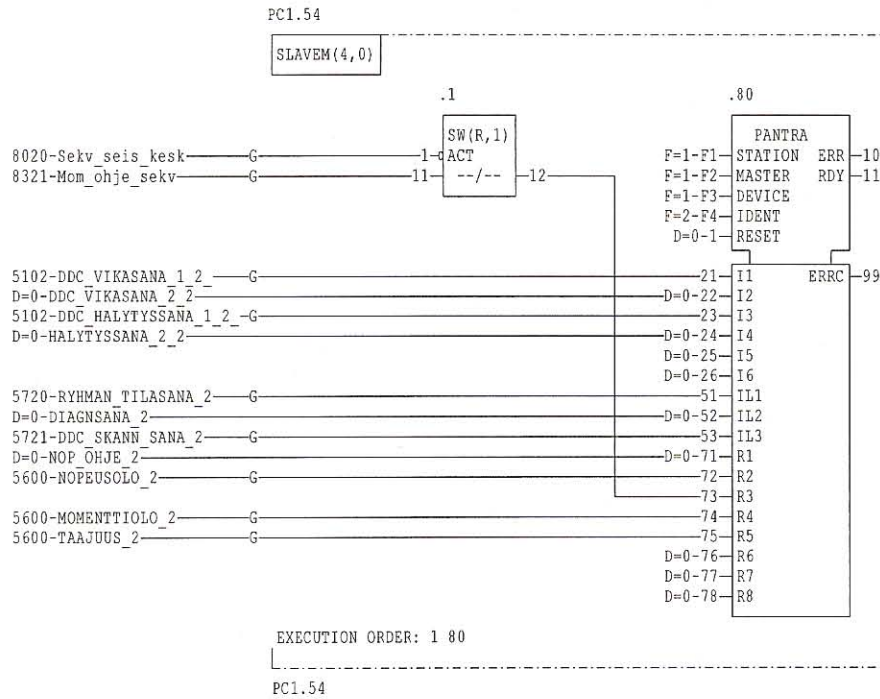 PC1.54
SLAVEM(4,0)
.1 .80
SW(R,1) PANTRA
8020-Sekv_seis_kesk G 1 ACT F=1-F1 STATION ERR 10
8321-Mom_ohje_sekv G 11 --/-- 12 F=1-F2 MASTER RDY 11
F=1-F3 DEVICE
F=2-F4 IDENT
D=0-1 RESET
5102-DDC_VIKASANA_1_2_ G 21 I1 ERRC 99
D=0-DDC_VIKASANA_2_2 D=0-22 I2
5102-DDC_HALYTYSSANA_1_2_ G 23 I3
D=0-HALYTYSSANA_2_2 D=0-24 I4
D=0-25 I5
D=0-26 I6
5720-RYHMAN_TILASANA_2 G 51 IL1
D=0-DIAGNSANA_2 D=0-52 IL2
5721-DDC_SKANN_SANA_2 G 53 IL3
D=0-NOP_OHJE_2 D=0-71 R1
5600-NOPEUSOLO_2 G 72 R2
73 R3
5600-MOMENTTIOLO_2 G 74 R4
5600-TAAJUUS_2 G 75 R5
D=0-76 R6
D=0-77 R7
D=0-78 R8
EXECUTION ORDER: 1 80
PC1.54